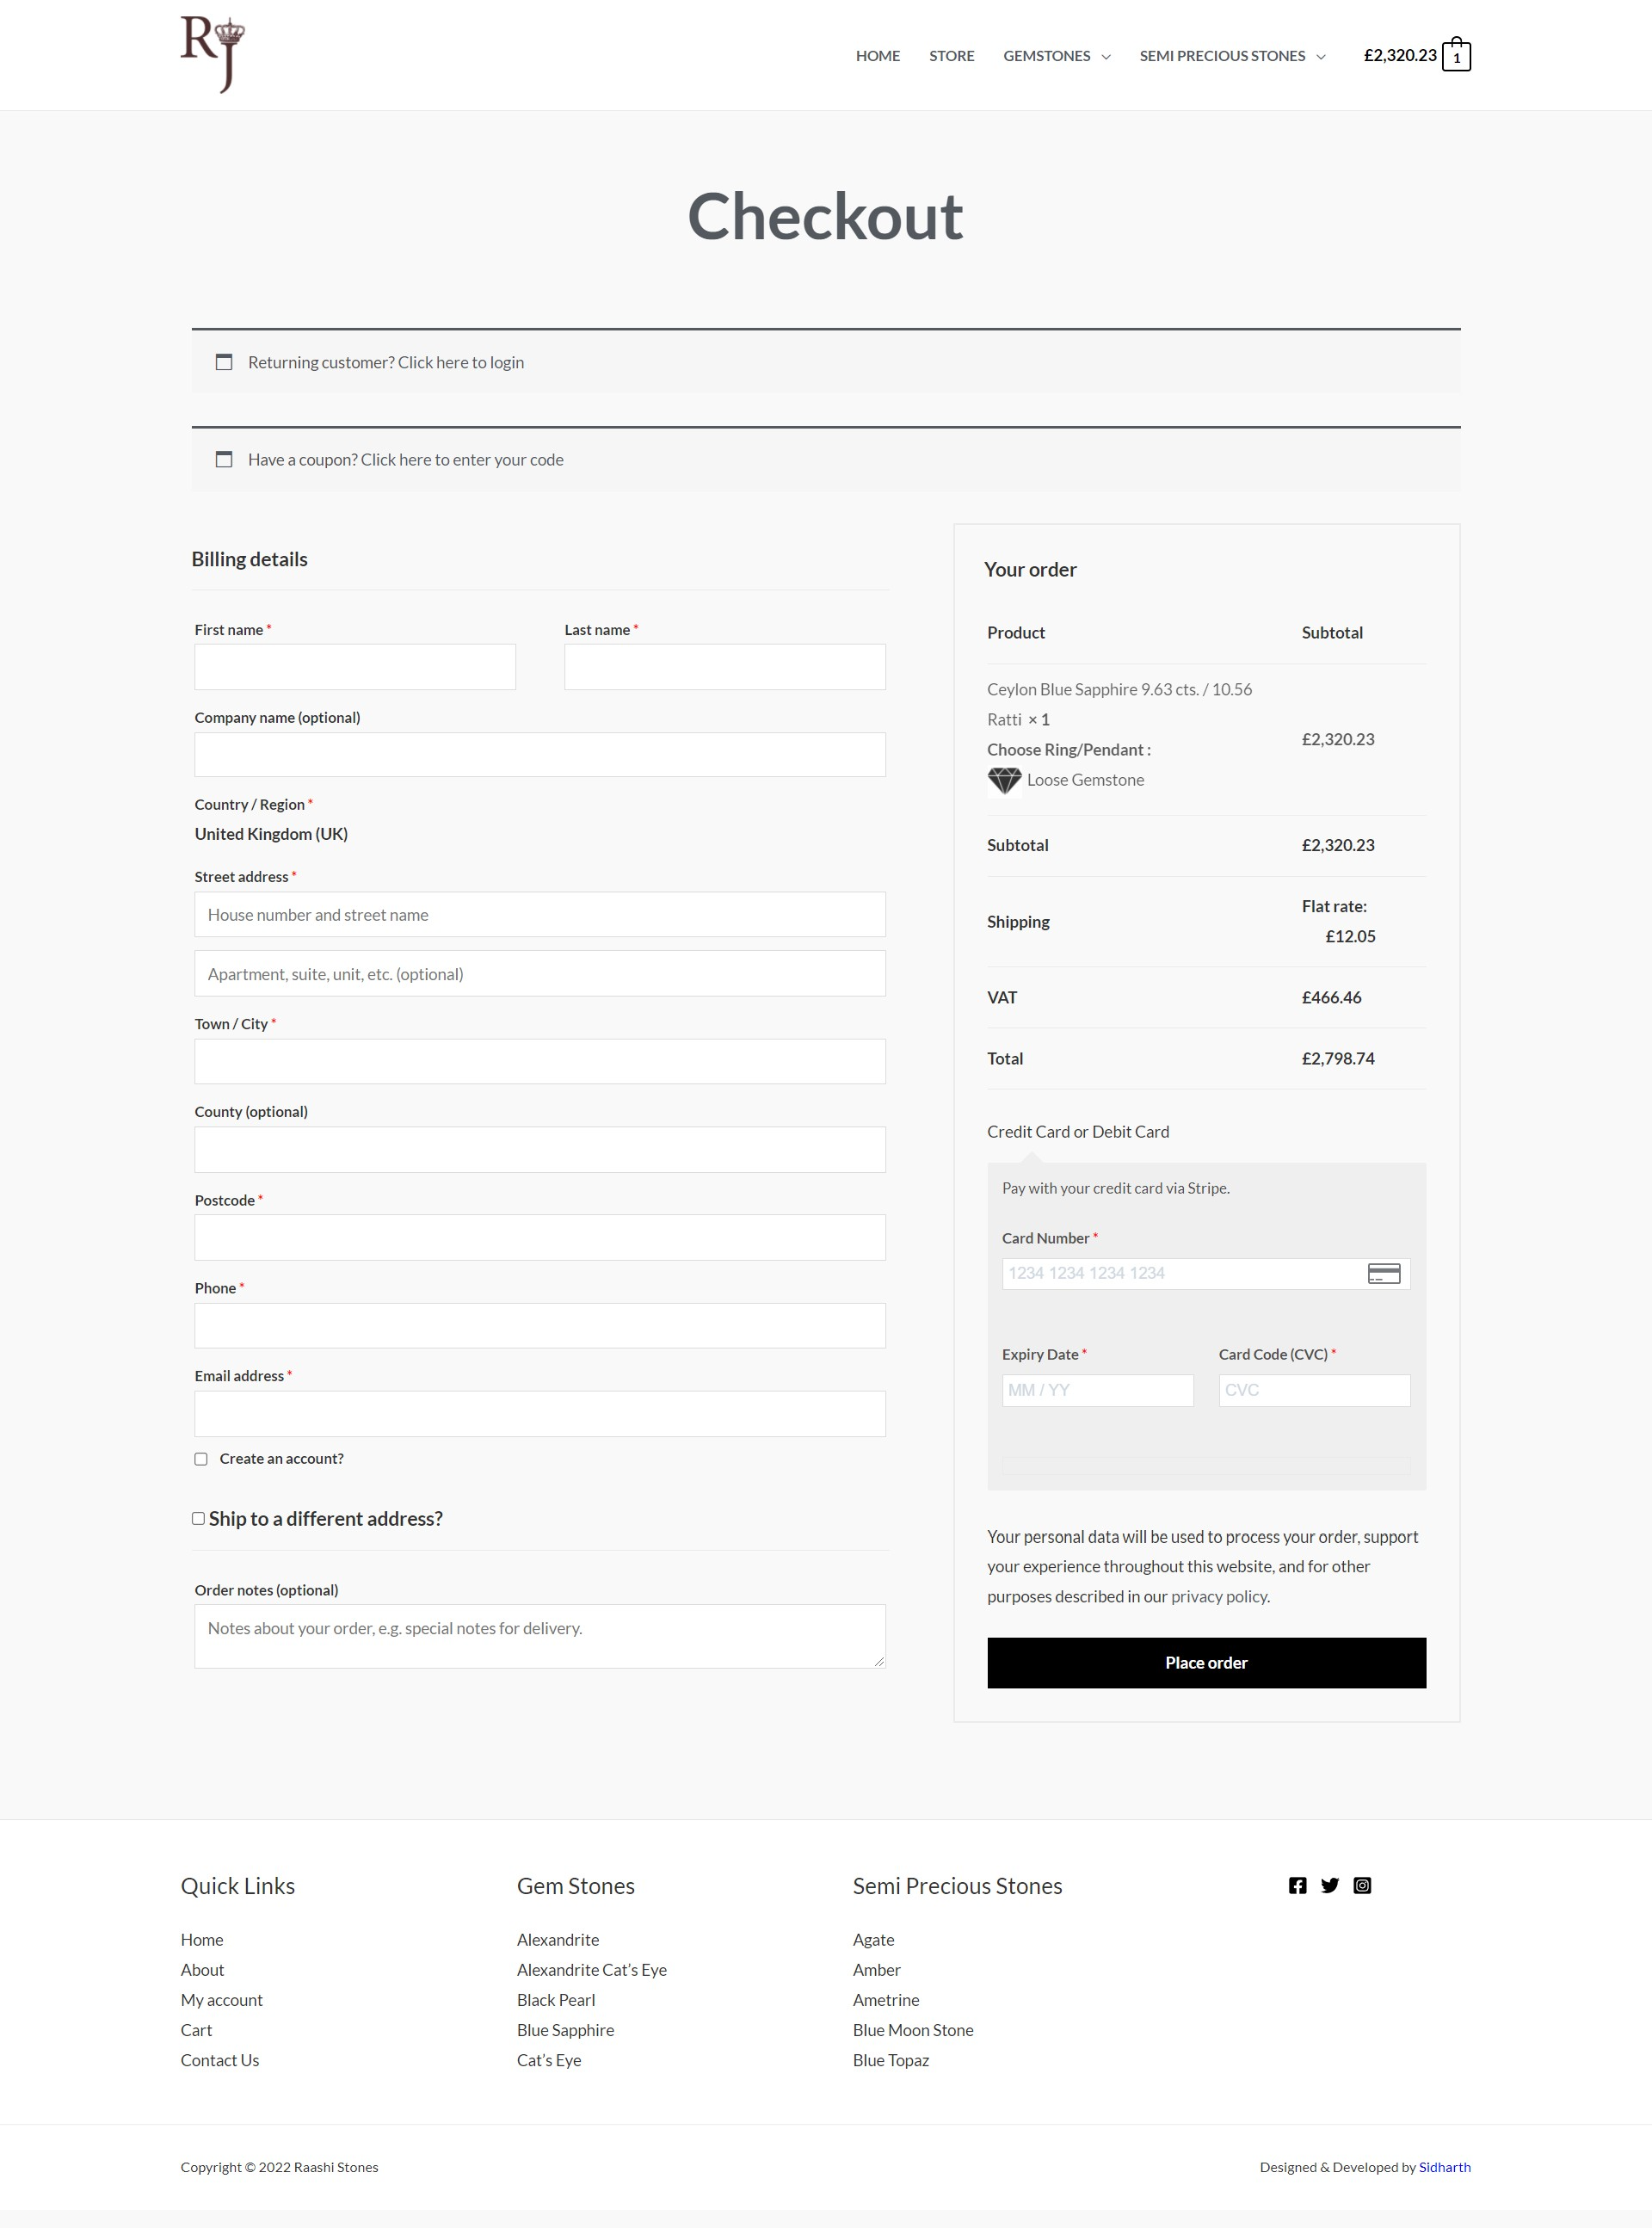 RJ
HOME STORE GEMSTONES SEMI PRECIOUS STONES £2,320.23 1
Checkout
Returning customer? Click here to login
Have a coupon? Click here to enter your code
Billing details
First name * Last name *
Company name (optional)
Country / Region *
United Kingdom (UK)
Street address *
House number and street name
Apartment, suite, unit, etc. (optional)
Town / City *
County (optional)
Postcode *
Phone *
Email address *
Create an account?
Ship to a different address?
Order notes (optional)
Notes about your order, e.g. special notes for delivery.
Your order
Product Subtotal
Ceylon Blue Sapphire 9.63 cts. / 10.56
Ratti × 1
£2,320.23
Choose Ring/Pendant :
Loose Gemstone
Subtotal £2,320.23
Shipping Flat rate:
£12.05
VAT £466.46
Total £2,798.74
Credit Card or Debit Card
Pay with your credit card via Stripe.
Card Number *
1234 1234 1234 1234
Expiry Date * Card Code (CVC) *
MM / YY CVC
Your personal data will be used to process your order, support
your experience throughout this website, and for other
purposes described in our privacy policy.
Place order
Quick Links
Home
About
My account
Cart
Contact Us
Gem Stones
Alexandrite
Alexandrite Cat’s Eye
Black Pearl
Blue Sapphire
Cat’s Eye
Semi Precious Stones
Agate
Amber
Ametrine
Blue Moon Stone
Blue Topaz
Copyright © 2022 Raashi Stones
Designed & Developed by Sidharth